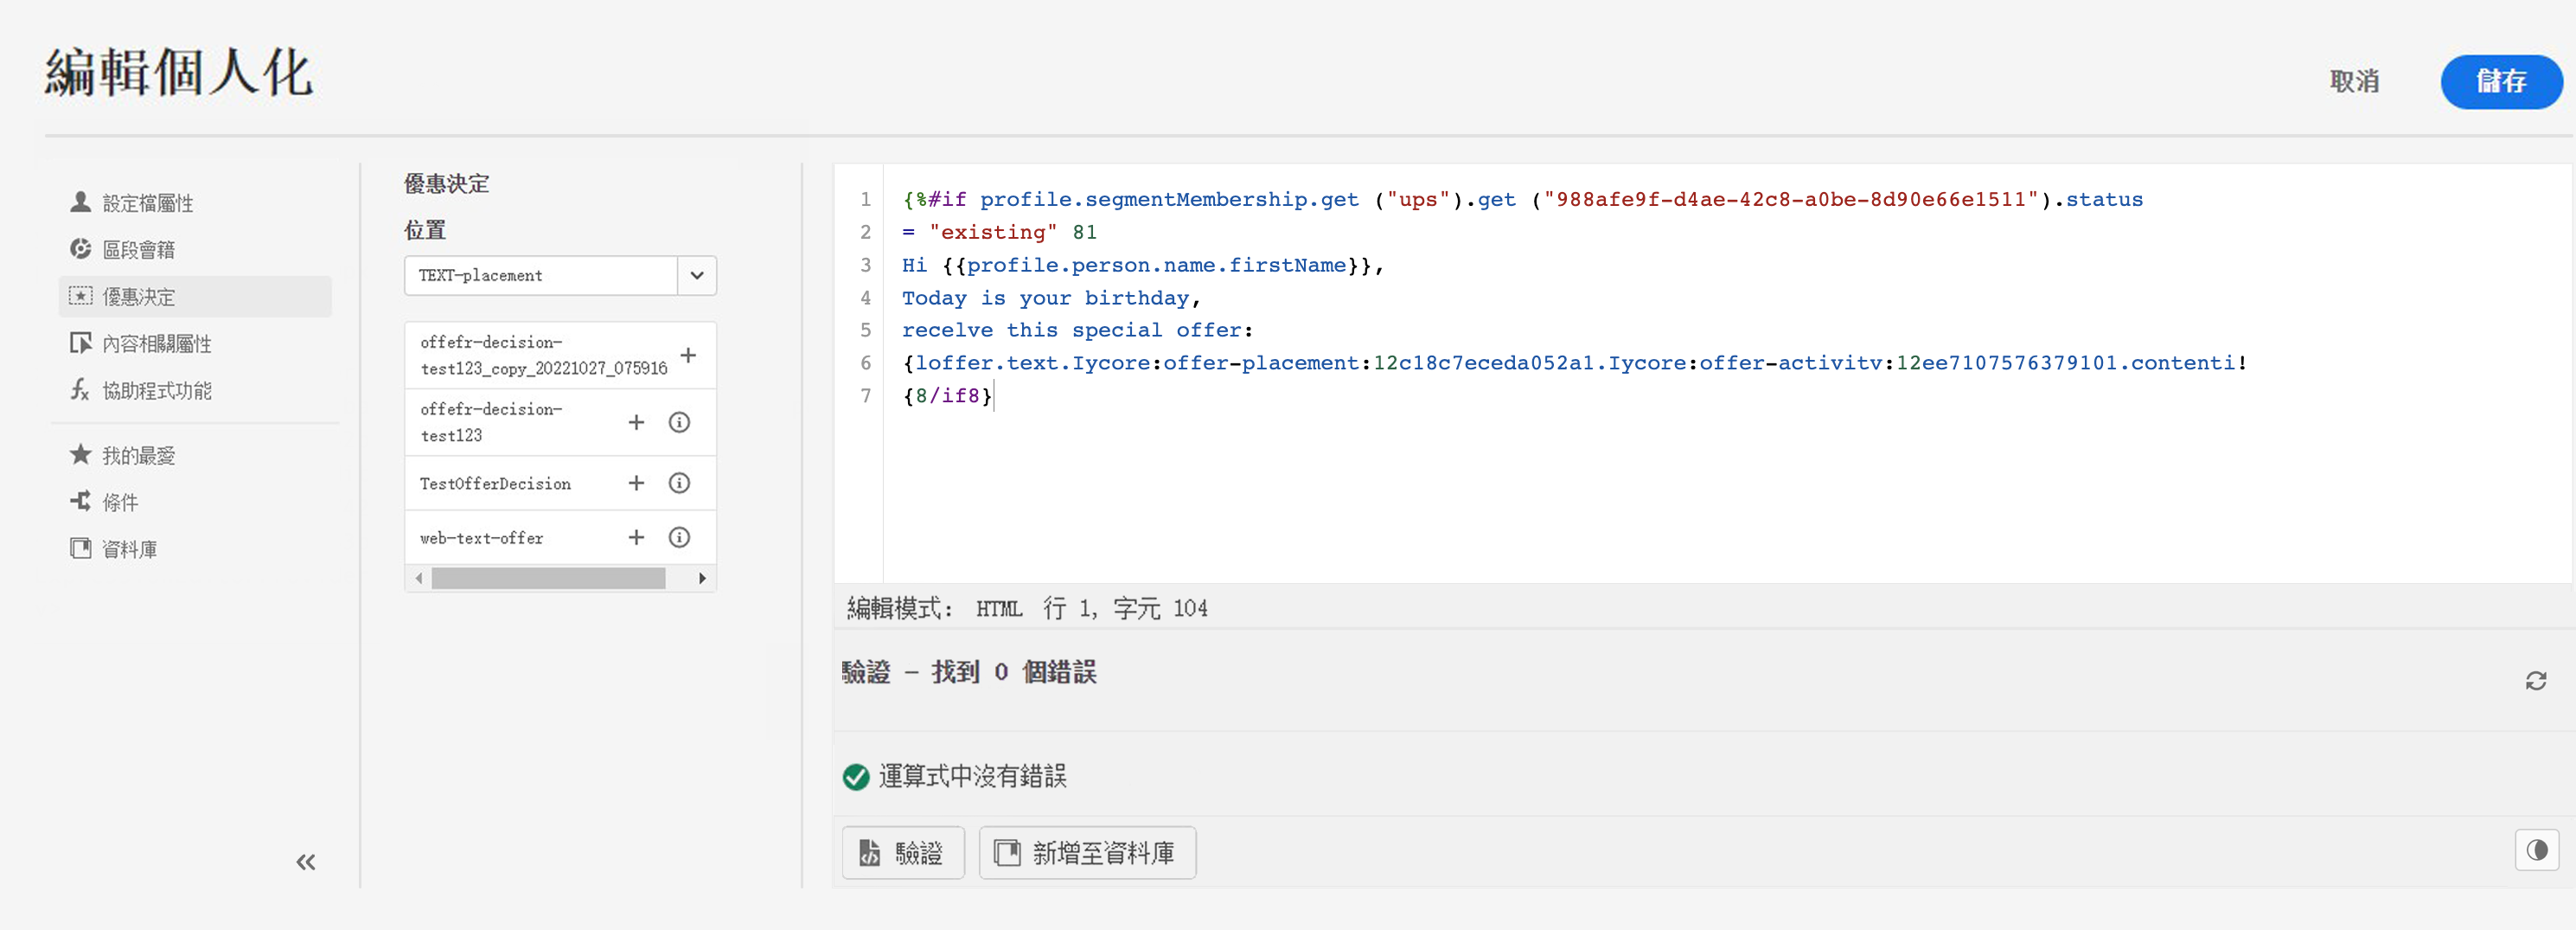 編輯個人化
取消
儲存
設定檔屬性
區段會籍
優惠決定
內容相關屬性
協助程式功能
我的最愛
條件
資料庫
優惠決定
位置
TEXT-placement
offefr-decision-
test123_copy_20221027_075916
offefr-decision-
test123
TestOfferDecision
web-text-offer
1 {%#if profile.segmentMembership.get ("ups").get ("988afe9f-d4ae-42c8-a0be-8d90e66e1511").status
2 = "existing" 81
3 Hi {{profile.person.name.firstName}},
4 Today is your birthday,
5 recelve this special offer:
6 {loffer.text.Iycore:offer-placement:12c18c7eceda052a1.Iycore:offer-activitv:12ee7107576379101.contenti!
7 {8/if8}
編輯模式： HTML 行 1, 字元 104
驗證 – 找到 0 個錯誤
運算式中沒有錯誤
驗證
新增至資料庫